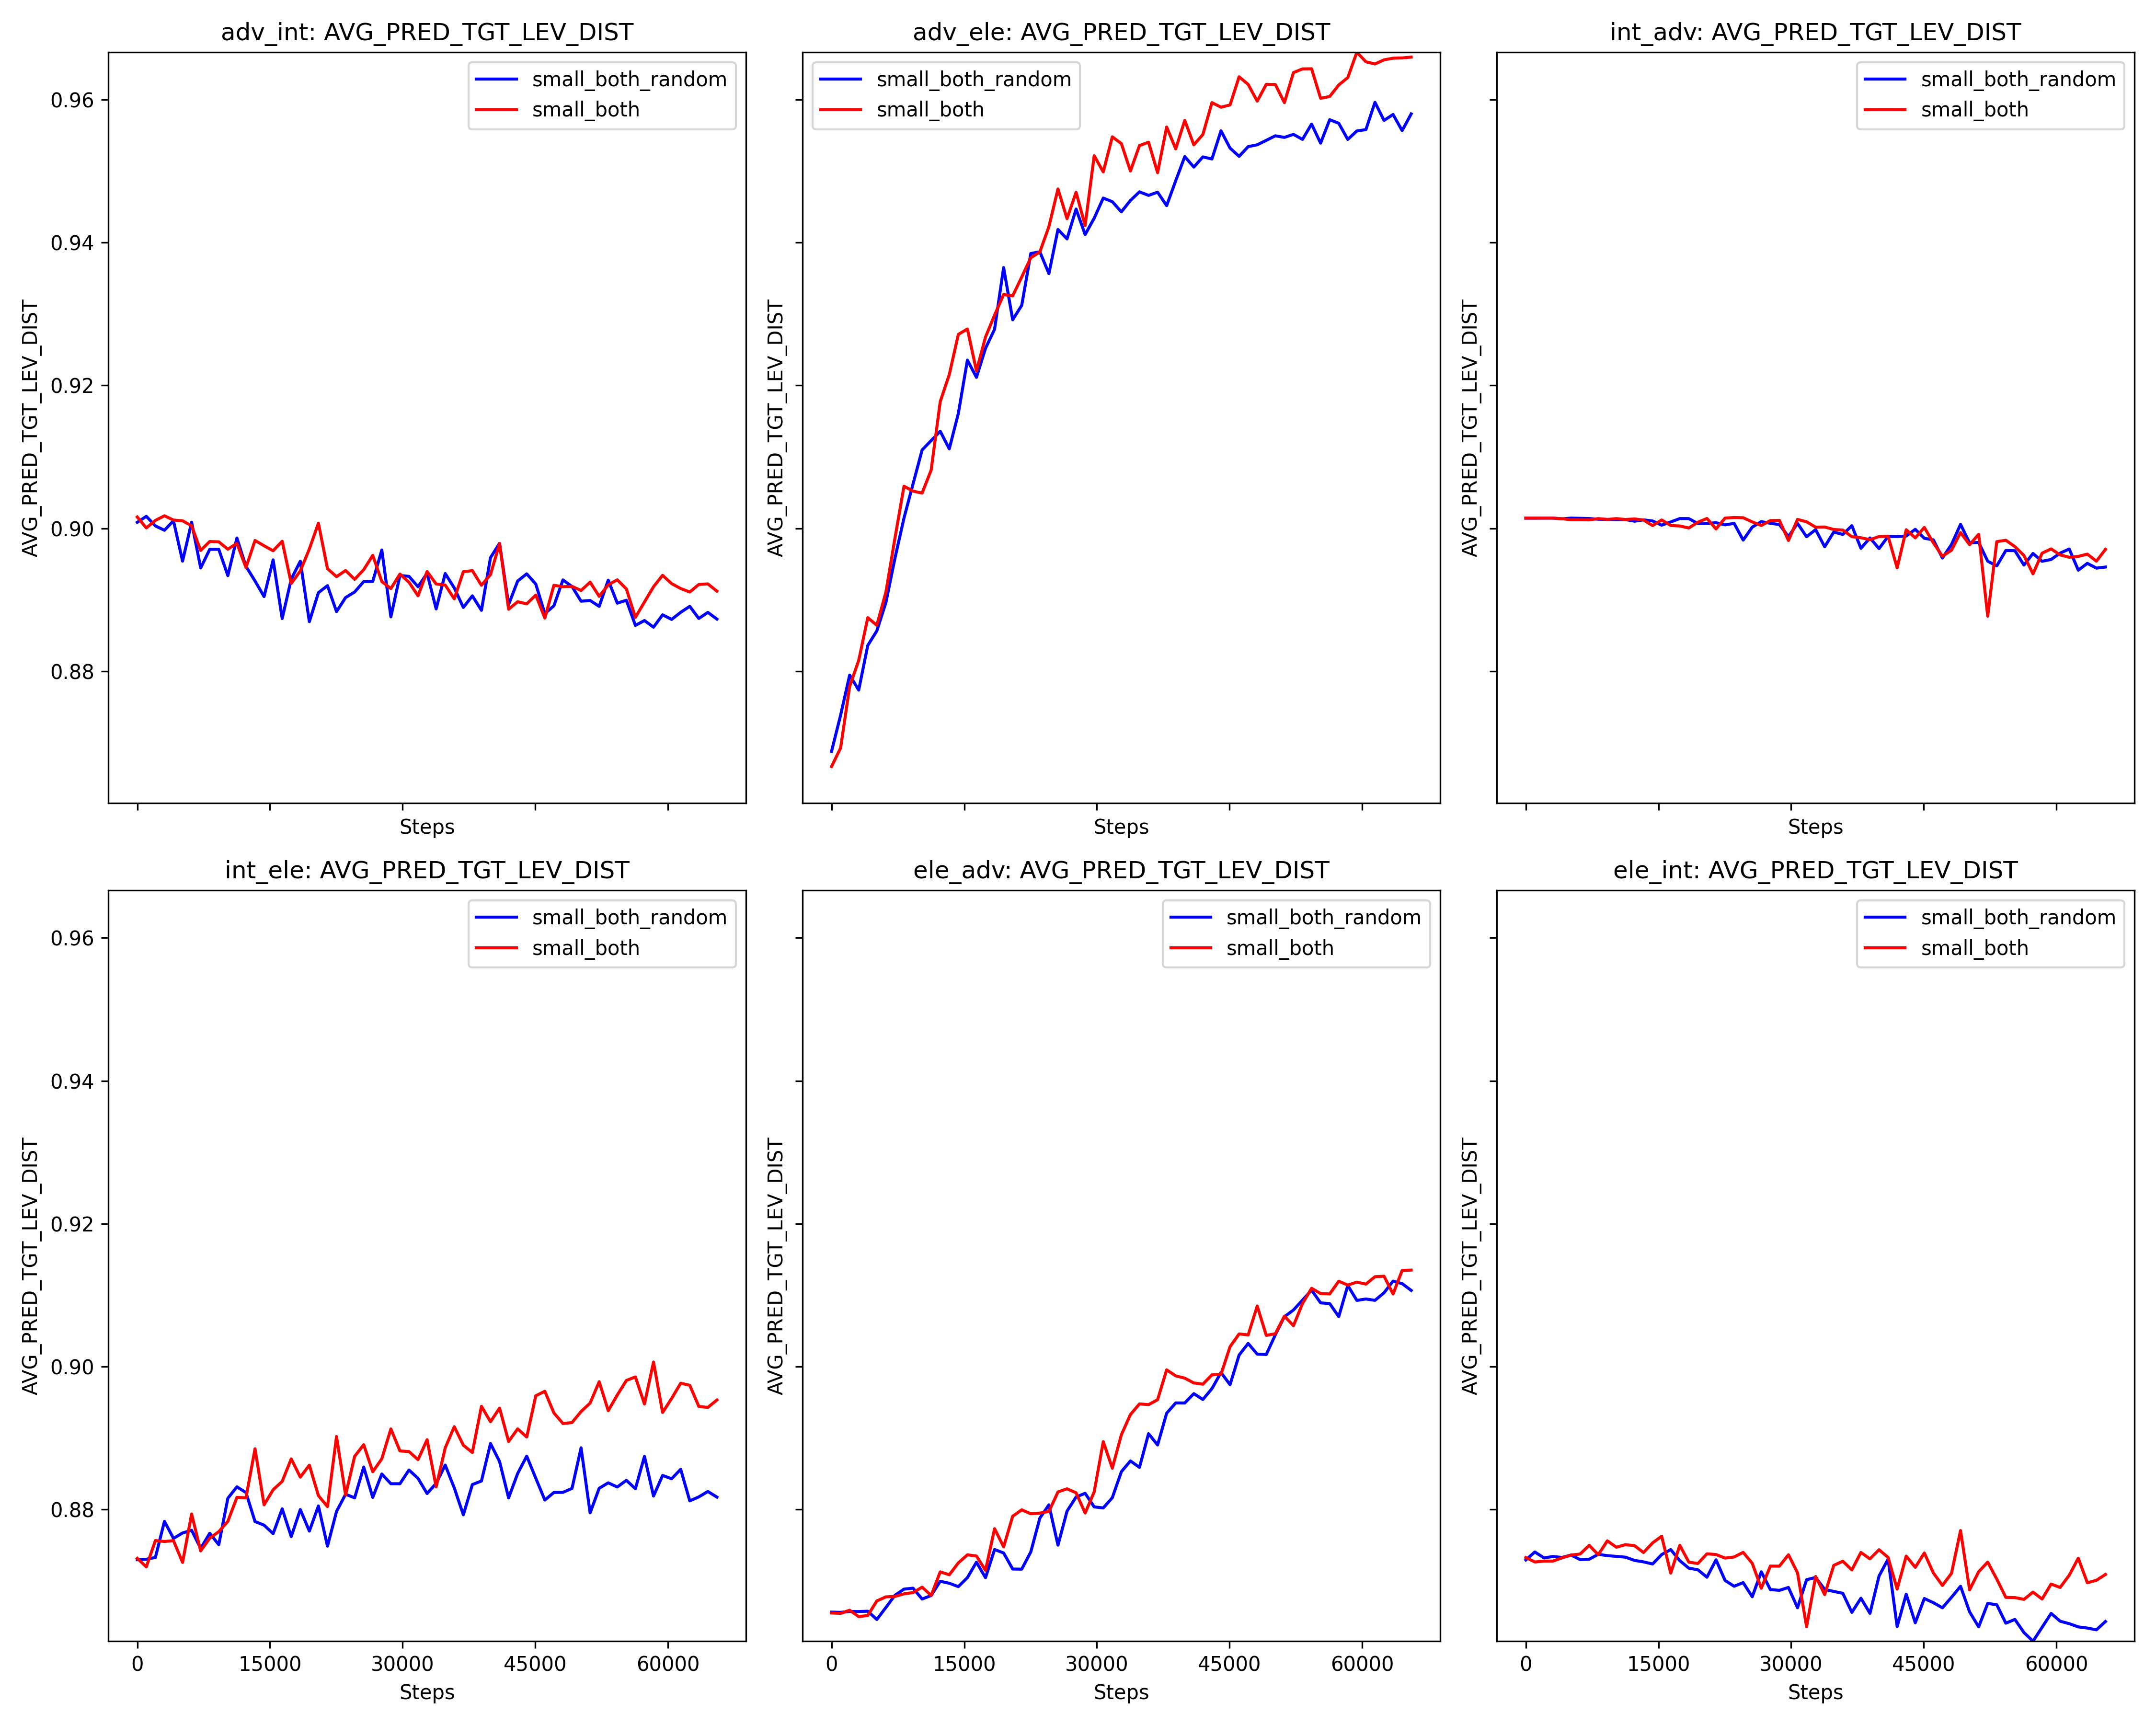 adv_int: AVG_PRED_TGT_LEV_DIST
small_both_random
small_both
0.96
0.94
0.92
0.90
0.88
AVG_PRED_TGT_LEV_DIST
Steps
adv_ele: AVG_PRED_TGT_LEV_DIST
small_both_random
small_both
AVG_PRED_TGT_LEV_DIST
Steps
int_adv: AVG_PRED_TGT_LEV_DIST
small_both_random
small_both
AVG_PRED_TGT_LEV_DIST
Steps
int_ele: AVG_PRED_TGT_LEV_DIST
small_both_random
small_both
0.96
0.94
0.92
0.90
0.88
AVG_PRED_TGT_LEV_DIST
0 15000 30000 45000 60000
Steps
ele_adv: AVG_PRED_TGT_LEV_DIST
small_both_random
small_both
AVG_PRED_TGT_LEV_DIST
0 15000 30000 45000 60000
Steps
ele_int: AVG_PRED_TGT_LEV_DIST
small_both_random
small_both
AVG_PRED_TGT_LEV_DIST
0 15000 30000 45000 60000
Steps